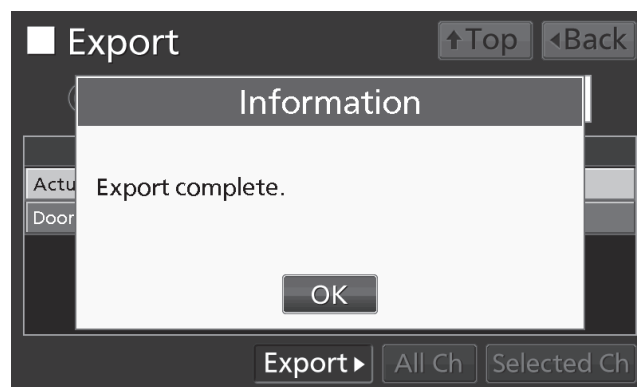 Export
↑Top ◂Back
Information
Actu
Export complete.
Door
OK
Export▸ All Ch Selected Ch